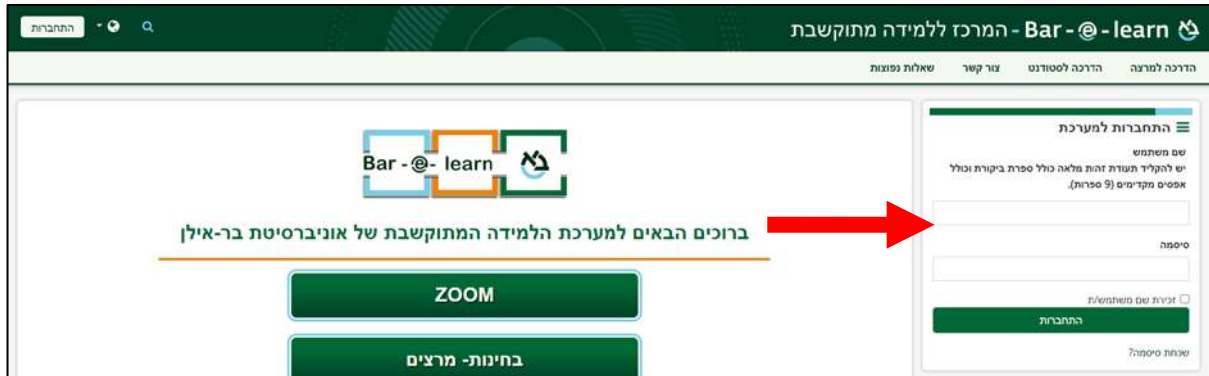 בא Bar - @ - learn - המרכז ללמידה מתוקשבת
התחברות
הדרכה למרצה הדרכה לסטודנט צור קשר שאלות נפוצות
התחברות למערכת
שם משתמש
יש להקליד תעודת זהות מלאה כולל ספרת ביקורת וכולל
אפסים מקדימים (9 ספרות).
סיסמה
זכירת שם משתמש/ת
התחברות
שכחת סיסמה?
Bar - @ - learn בא
ברוכים הבאים למערכת הלמידה המתוקשבת של אוניברסיטת בר-אילן
ZOOM
בחינות- מרצים